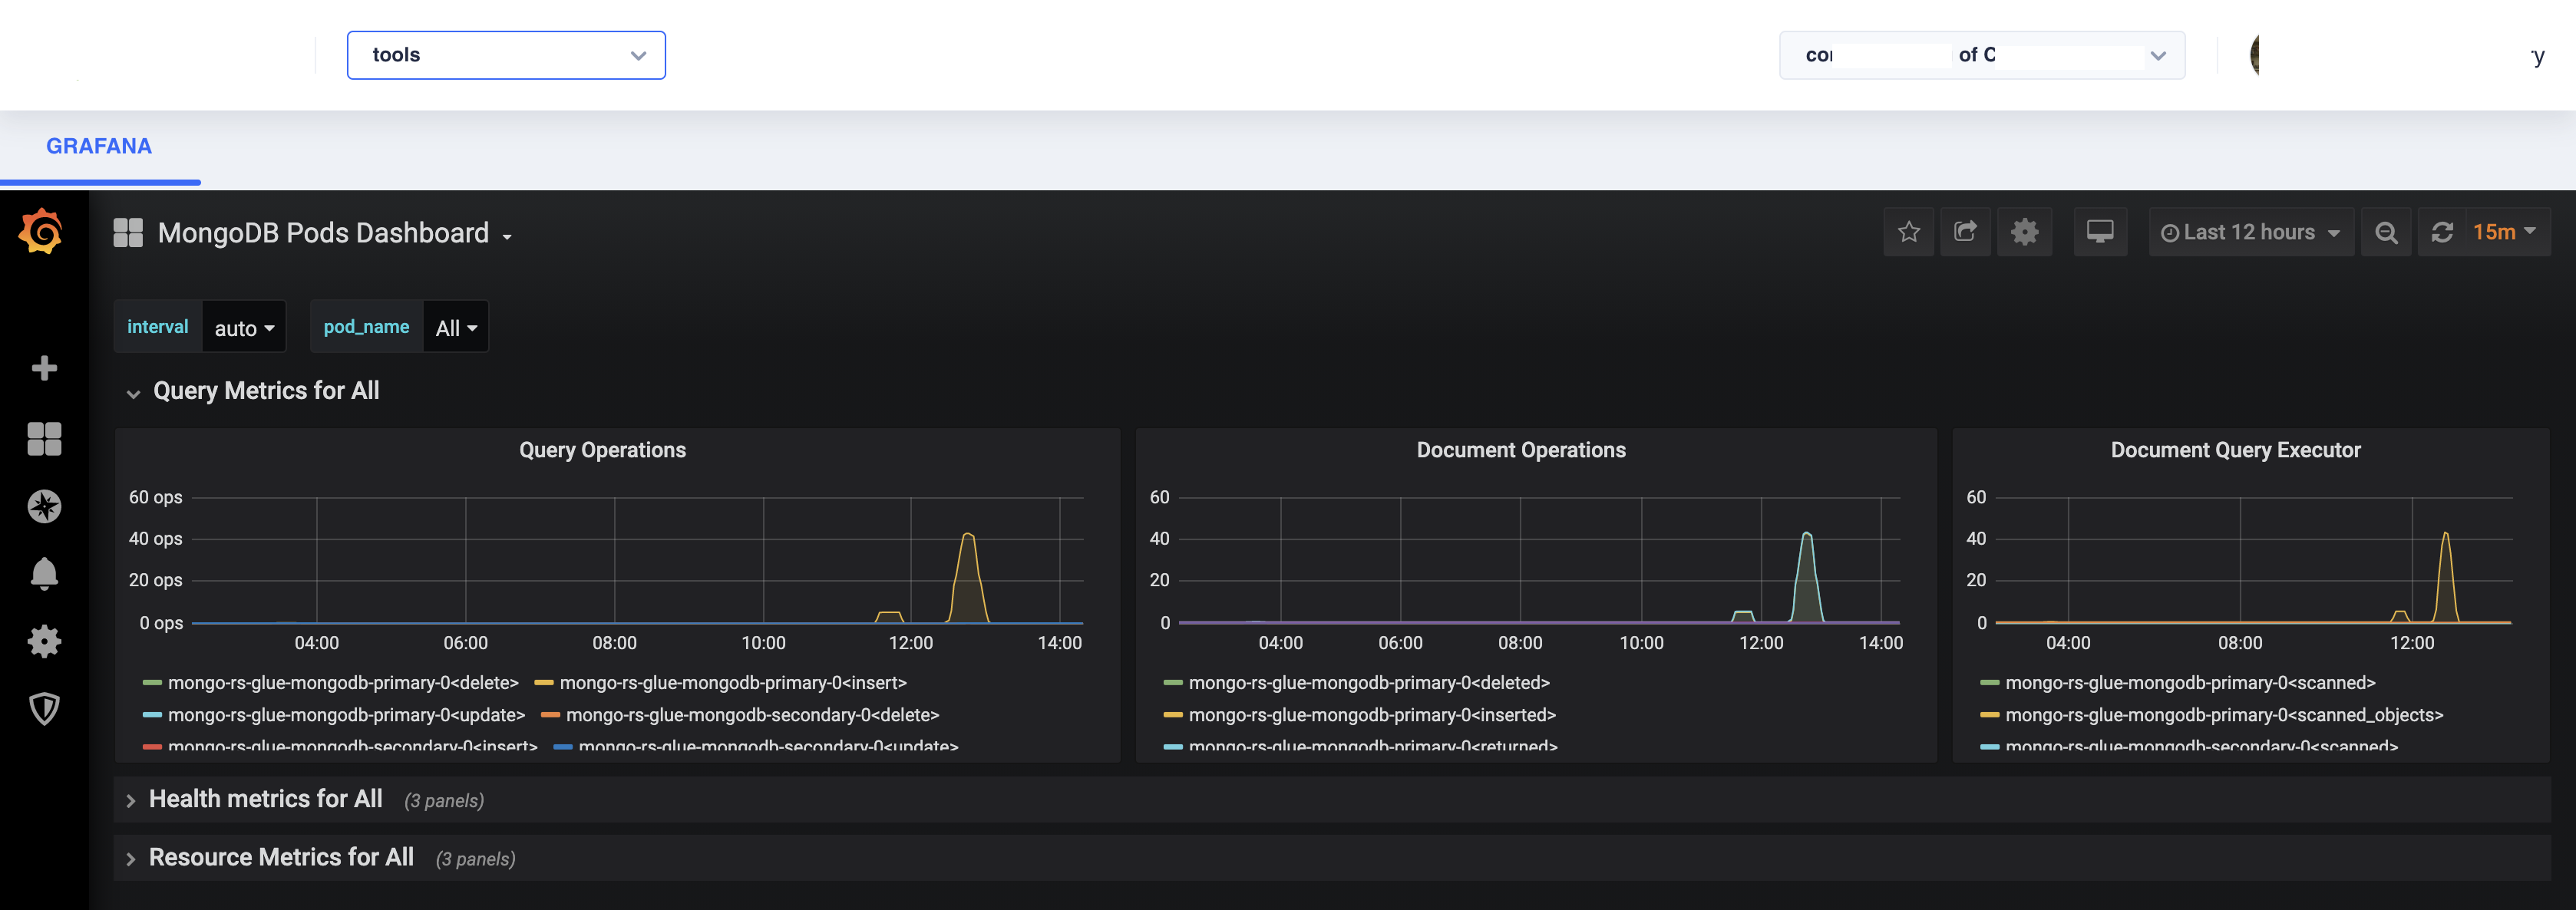 tools
of
GRAFANA
MongoDB Pods Dashboard
Last 12 hours
15m
interval auto pod_name All
Query Metrics for All
Query Operations
60 ops
40 ops
20 ops
0 ops
04:00 06:00 08:00 10:00 12:00 14:00
mongo-rs-glue-mongodb-primary-0<delete> mongo-rs-glue-mongodb-primary-0<insert>
mongo-rs-glue-mongodb-primary-0<update> mongo-rs-glue-mongodb-secondary-0<delete>
mongo-rs-glue-mongodb-secondary-0<insert> mongo-rs-glue-mongodb-secondary-0<update>
Document Operations
60
40
20
0
04:00 06:00 08:00 10:00 12:00 14:00
mongo-rs-glue-mongodb-primary-0<deleted>
mongo-rs-glue-mongodb-primary-0<inserted>
mongo-rs-glue-mongodb-primary-0<returned>
Document Query Executor
60
40
20
0
04:00 08:00 12:00
mongo-rs-glue-mongodb-primary-0<scanned>
mongo-rs-glue-mongodb-primary-0<scanned_objects>
mongo-rs-glue-mongodb-secondary-0<scanned>
Health metrics for All (3 panels)
Resource Metrics for All (3 panels)